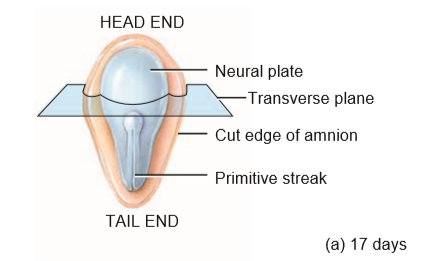 HEAD END
Neural plate
Transverse plane
Cut edge of amnion
Primitive streak
TAIL END
(a) 17 days